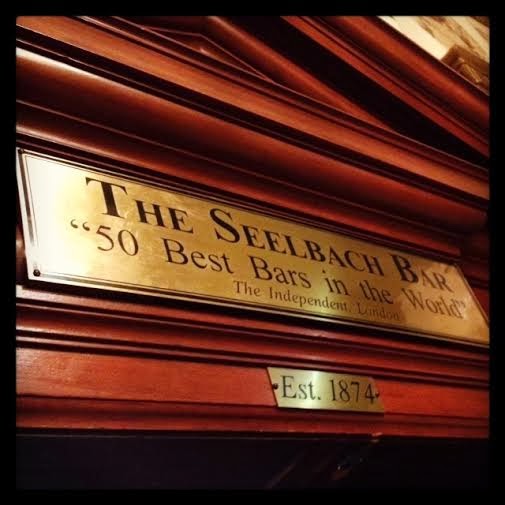 The Seelbach Bar
"50 Best Bars in the World"
The Independent, London
Est. 1874